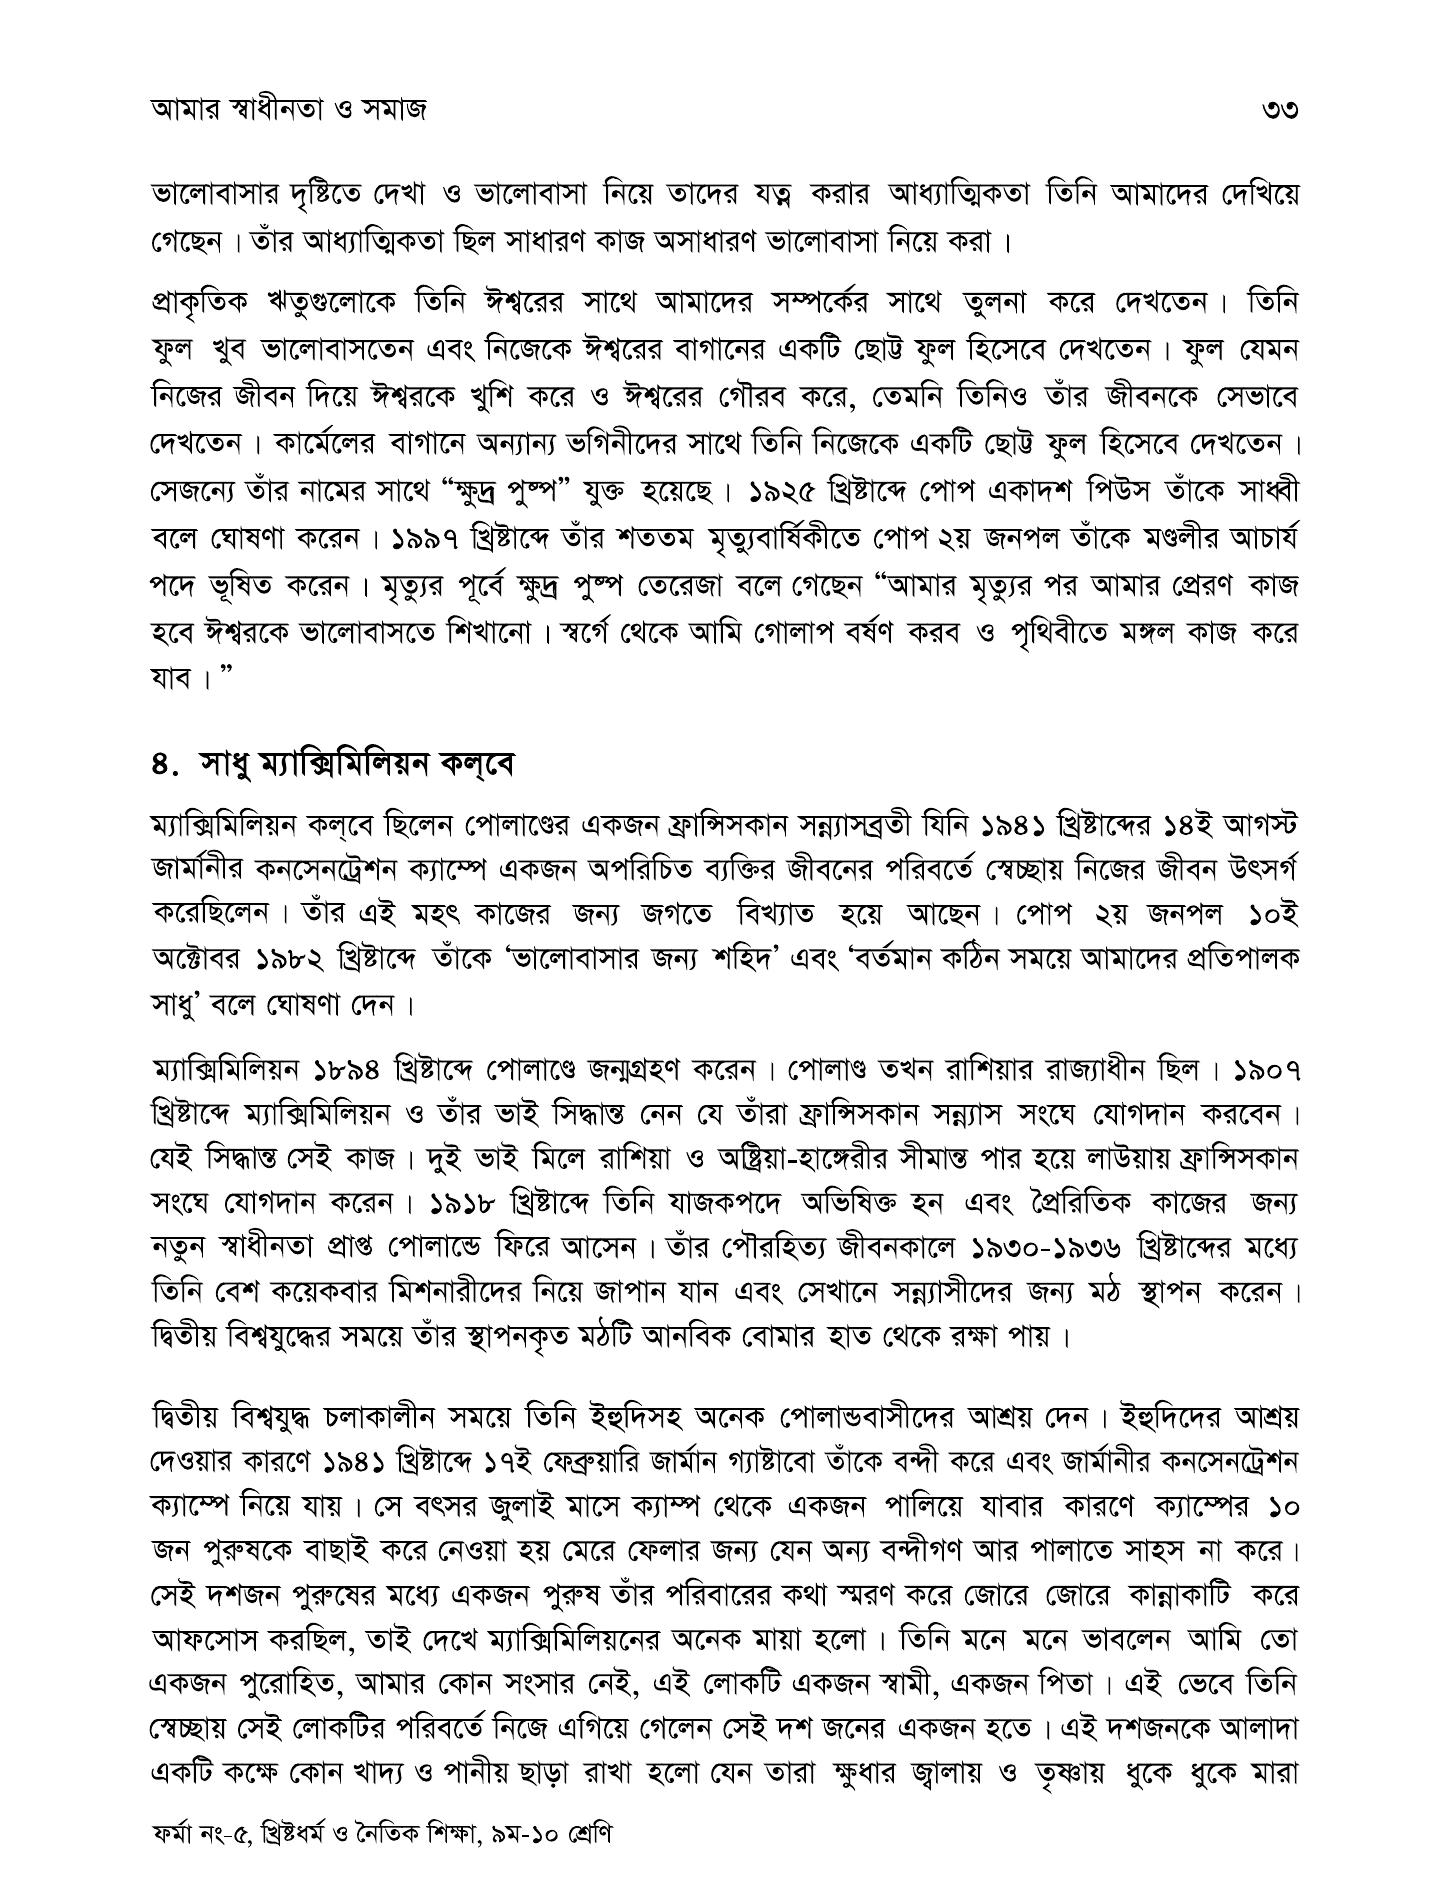 আমার স্বাধীনতা ও সমাজ ৩৩
ভালোবাসার দৃষ্টিতে দেখা ও ভালোবাসা নিয়ে তাদের যত্ন করার আধ্যাত্মিকতা তিনি আমাদের দেখিয়ে
গেছেন। তাঁর আধ্যাত্মিকতা ছিল সাধারণ কাজ অসাধারণ ভালোবাসা নিয়ে করা।
প্রাকৃতিক ঋতুগুলোকে তিনি ঈশ্বরের সাথে আমাদের সম্পর্কের সাথে তুলনা করে দেখতেন। তিনি
ফুল খুব ভালোবাসতেন এবং নিজেকে ঈশ্বরের বাগানের একটি ছোট্ট ফুল হিসেবে দেখতেন। ফুল যেমন
নিজের জীবন দিয়ে ঈশ্বরকে খুশি করে ও ঈশ্বরের গৌরব করে, তেমনি তিনিও তাঁর জীবনকে সেভাবে
দেখতেন। কার্মেলের বাগানে অন্যান্য ভগিনীদের সাথে তিনি নিজেকে একটি ছোট্ট ফুল হিসেবে দেখতেন।
সেজন্যে তাঁর নামের সাথে “ক্ষুদ্র পুষ্প” যুক্ত হয়েছে। ১৯২৫ খ্রিষ্টাব্দে পোপ একাদশ পিউস তাঁকে সাধ্বী
বলে ঘোষণা করেন। ১৯৯৭ খ্রিষ্টাব্দে তাঁর শততম মৃত্যুবার্ষিকীতে পোপ ২য় জনপল তাঁকে মণ্ডলীর আচার্য
পদে ভূষিত করেন। মৃত্যুর পূর্বে ক্ষুদ্র পুষ্প তেরেজা বলে গেছেন “আমার মৃত্যুর পর আমার প্রেরণ কাজ
হবে ঈশ্বরকে ভালোবাসতে শিখানো। স্বর্গে থেকে আমি গোলাপ বর্ষণ করব ও পৃথিবীতে মঙ্গল কাজ করে
যাব।”
৪. সাধু ম্যাক্সিমিলিয়ন কল্‌বে
ম্যাক্সিমিলিয়ন কল্‌বে ছিলেন পোলাণ্ডের একজন ফ্রান্সিসকান সন্ন্যাসব্রতী যিনি ১৯৪১ খ্রিষ্টাব্দের ১৪ই আগস্ট
জার্মানীর কনসেনট্রেশন ক্যাম্পে একজন অপরিচিত ব্যক্তির জীবনের পরিবর্তে স্বেচ্ছায় নিজের জীবন উৎসর্গ
করেছিলেন। তাঁর এই মহৎ কাজের জন্য জগতে বিখ্যাত হয়ে আছেন। পোপ ২য় জনপল ১০ই
অক্টোবর ১৯৮২ খ্রিষ্টাব্দে তাঁকে ‘ভালোবাসার জন্য শহিদ’ এবং ‘বর্তমান কঠিন সময়ে আমাদের প্রতিপালক
সাধু’ বলে ঘোষণা দেন।
ম্যাক্সিমিলিয়ন ১৮৯৪ খ্রিষ্টাব্দে পোলাণ্ডে জন্মগ্রহণ করেন। পোলাণ্ড তখন রাশিয়ার রাজ্যাধীন ছিল। ১৯০৭
খ্রিষ্টাব্দে ম্যাক্সিমিলিয়ন ও তাঁর ভাই সিদ্ধান্ত নেন যে তাঁরা ফ্রান্সিসকান সন্ন্যাস সংঘে যোগদান করবেন।
যেই সিদ্ধান্ত সেই কাজ। দুই ভাই মিলে রাশিয়া ও অষ্ট্রিয়া-হাঙ্গেরীর সীমান্ত পার হয়ে লাউয়ায় ফ্রান্সিসকান
সংঘে যোগদান করেন। ১৯১৮ খ্রিষ্টাব্দে তিনি যাজকপদে অভিষিক্ত হন এবং প্রৈরিতিক কাজের জন্য
নতুন স্বাধীনতা প্রাপ্ত পোলান্ডে ফিরে আসেন। তাঁর পৌরহিত্য জীবনকালে ১৯৩০-১৯৩৬ খ্রিষ্টাব্দের মধ্যে
তিনি বেশ কয়েকবার মিশনারীদের নিয়ে জাপান যান এবং সেখানে সন্ন্যাসীদের জন্য মঠ স্থাপন করেন।
দ্বিতীয় বিশ্বযুদ্ধের সময়ে তাঁর স্থাপনকৃত মঠটি আনবিক বোমার হাত থেকে রক্ষা পায়।
দ্বিতীয় বিশ্বযুদ্ধ চলাকালীন সময়ে তিনি ইহুদিসহ অনেক পোলান্ডবাসীদের আশ্রয় দেন। ইহুদিদের আশ্রয়
দেওয়ার কারণে ১৯৪১ খ্রিষ্টাব্দে ১৭ই ফেব্রুয়ারি জার্মান গ্যাষ্টাবো তাঁকে বন্দী করে এবং জার্মানীর কনসেনট্রেশন
ক্যাম্পে নিয়ে যায়। সে বৎসর জুলাই মাসে ক্যাম্প থেকে একজন পালিয়ে যাবার কারণে ক্যাম্পের ১০
জন পুরুষকে বাছাই করে নেওয়া হয় মেরে ফেলার জন্য যেন অন্য বন্দীগণ আর পালাতে সাহস না করে।
সেই দশজন পুরুষের মধ্যে একজন পুরুষ তাঁর পরিবারের কথা স্মরণ করে জোরে জোরে কান্নাকাটি করে
আফসোস করছিল, তাই দেখে ম্যাক্সিমিলিয়নের অনেক মায়া হলো। তিনি মনে মনে ভাবলেন আমি তো
একজন পুরোহিত, আমার কোন সংসার নেই, এই লোকটি একজন স্বামী, একজন পিতা। এই ভেবে তিনি
স্বেচ্ছায় সেই লোকটির পরিবর্তে নিজে এগিয়ে গেলেন সেই দশ জনের একজন হতে। এই দশজনকে আলাদা
একটি কক্ষে কোন খাদ্য ও পানীয় ছাড়া রাখা হলো যেন তারা ক্ষুধার জ্বালায় ও তৃষ্ণায় ধুকে ধুকে মারা
ফর্মা নং-৫, খ্রিষ্টধর্ম ও নৈতিক শিক্ষা, ৯ম-১০ শ্রেণি